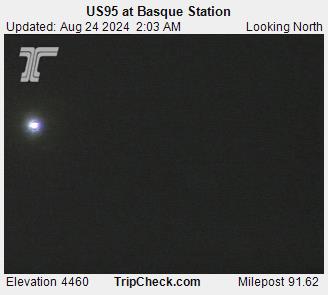 US95 at Basque Station
Updated: Aug 24 2024 2:03 AM Looking North
Elevation 4460 TripCheck.com Milepost 91.62